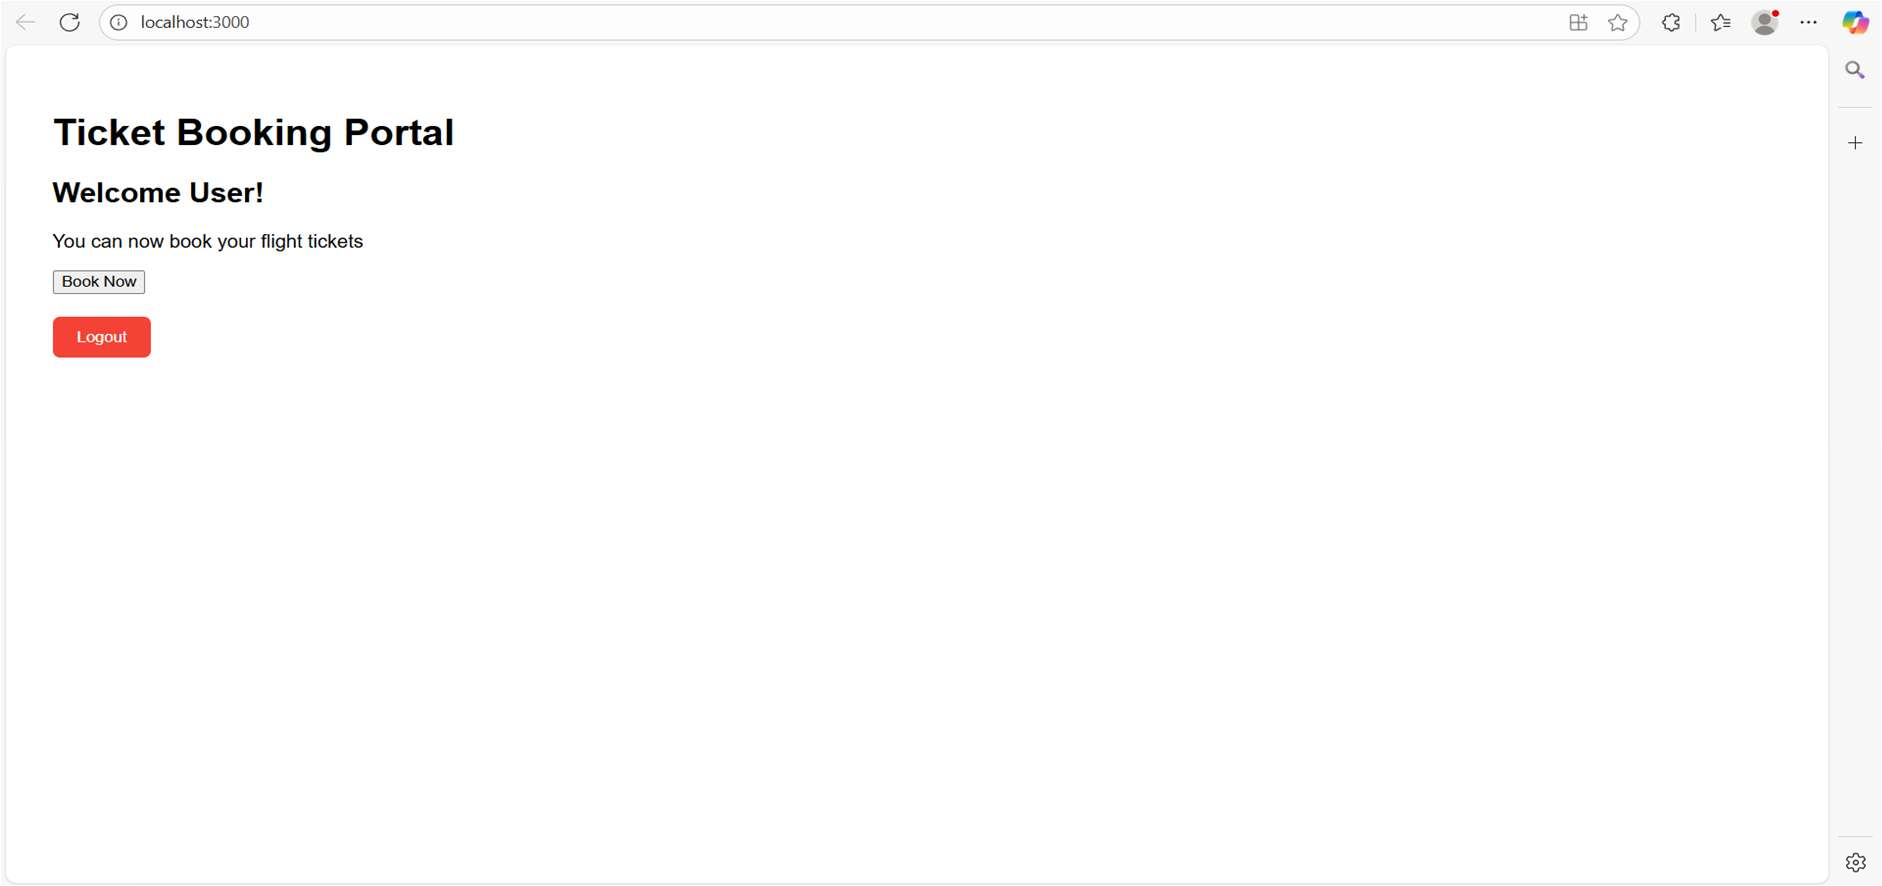 localhost:3000
Ticket Booking Portal
Welcome User!
You can now book your flight tickets
Book Now
Logout